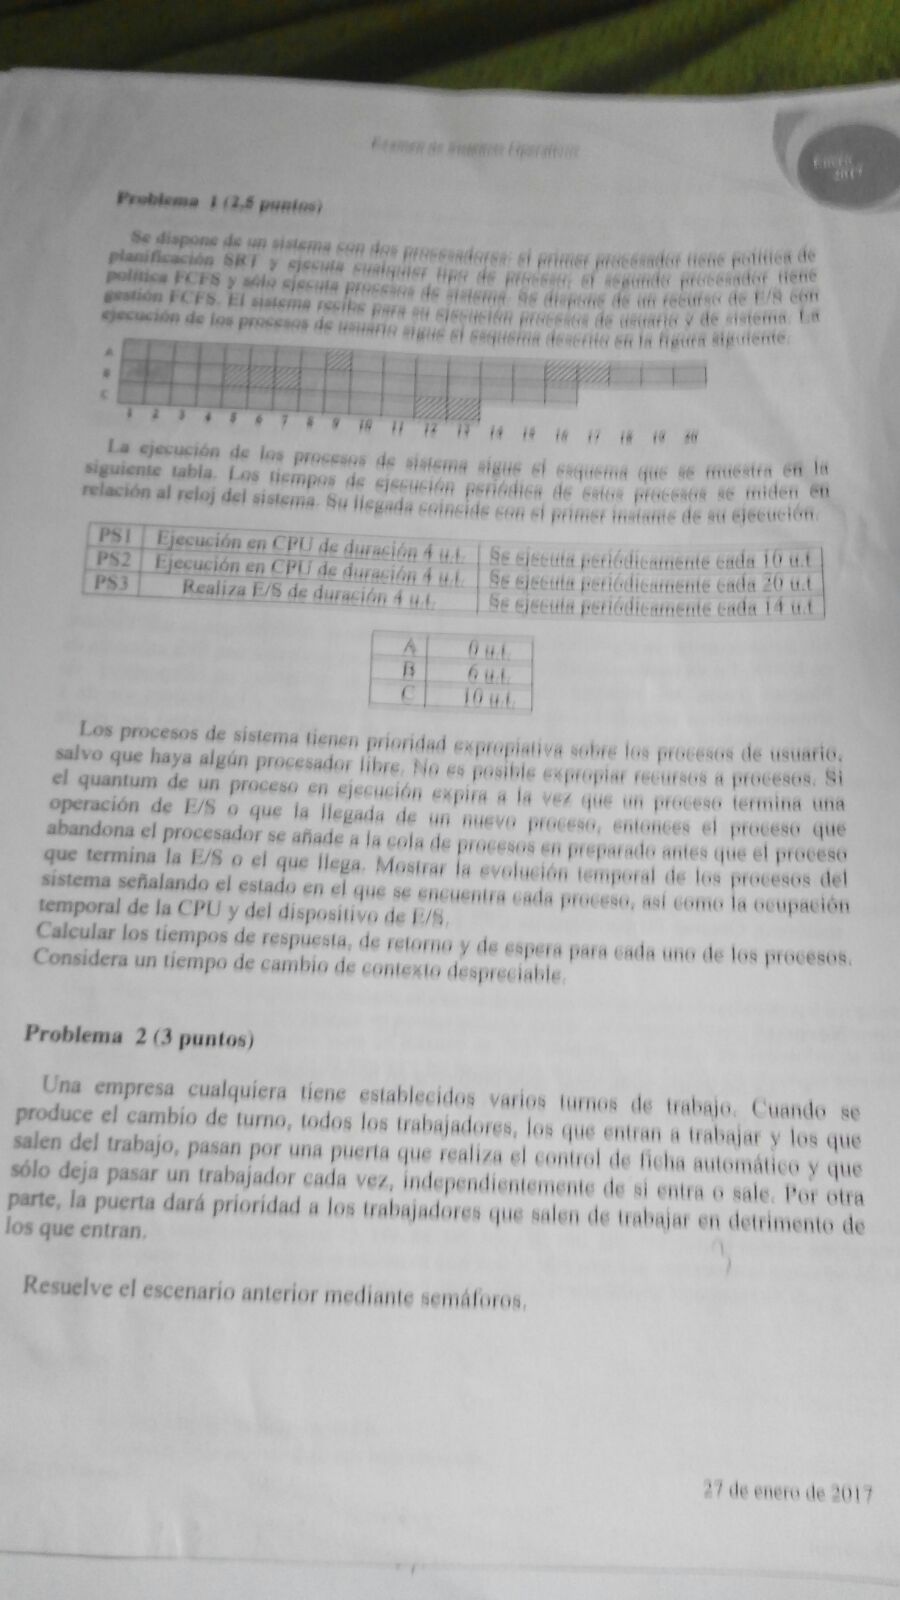 Examen de Sistemas Operativos
Enero
2017
Problema 1 (2,5 puntos)
Se dispone de un sistema con dos procesadores: el primer procesador tiene política de
planificación SRT y ejecuta cualquier tipo de proceso; el segundo procesador tiene
política FCFS y sólo ejecuta procesos de sistema. Se dispone de un recurso de E/S con
gestión FCFS. El sistema recibe para su ejecución procesos de usuario y de sistema. La
ejecución de los procesos de usuario sigue el esquema descrito en la figura siguiente:
A
B
C
1 2 3 4 5 6 7 8 9 10 11 12 13 14 15 16 17 18 19 20
La ejecución de los procesos de sistema sigue el esquema que se muestra en la
siguiente tabla. Los tiempos de ejecución periódica de estos procesos se miden en
relación al reloj del sistema. Su llegada coincide con el primer instante de su ejecución.
PS1 Ejecución en CPU de duración 4 u.t. Se ejecuta periódicamente cada 10 u.t
PS2 Ejecución en CPU de duración 4 u.t. Se ejecuta periódicamente cada 20 u.t
PS3 Realiza E/S de duración 4 u.t. Se ejecuta periódicamente cada 14 u.t
A 0 u.t.
B 6 u.t.
C 10 u.t.
Los procesos de sistema tienen prioridad expropiativa sobre los procesos de usuario,
salvo que haya algún procesador libre. No es posible expropiar recursos a procesos. Si
el quantum de un proceso en ejecución expira a la vez que un proceso termina una
operación de E/S o que la llegada de un nuevo proceso, entonces el proceso que
abandona el procesador se añade a la cola de procesos en preparado antes que el proceso
que termina la E/S o el que llega. Mostrar la evolución temporal de los procesos del
sistema señalando el estado en el que se encuentra cada proceso, así como la ocupación
temporal de la CPU y del dispositivo de E/S.
Calcular los tiempos de respuesta, de retorno y de espera para cada uno de los procesos.
Considera un tiempo de cambio de contexto despreciable.
Problema 2 (3 puntos)
Una empresa cualquiera tiene establecidos varios turnos de trabajo. Cuando se
produce el cambio de turno, todos los trabajadores, los que entran a trabajar y los que
salen del trabajo, pasan por una puerta que realiza el control de ficha automático y que
sólo deja pasar un trabajador cada vez, independientemente de si entra o sale. Por otra
parte, la puerta dará prioridad a los trabajadores que salen de trabajar en detrimento de
los que entran.
Resuelve el escenario anterior mediante semáforos.
27 de enero de 2017